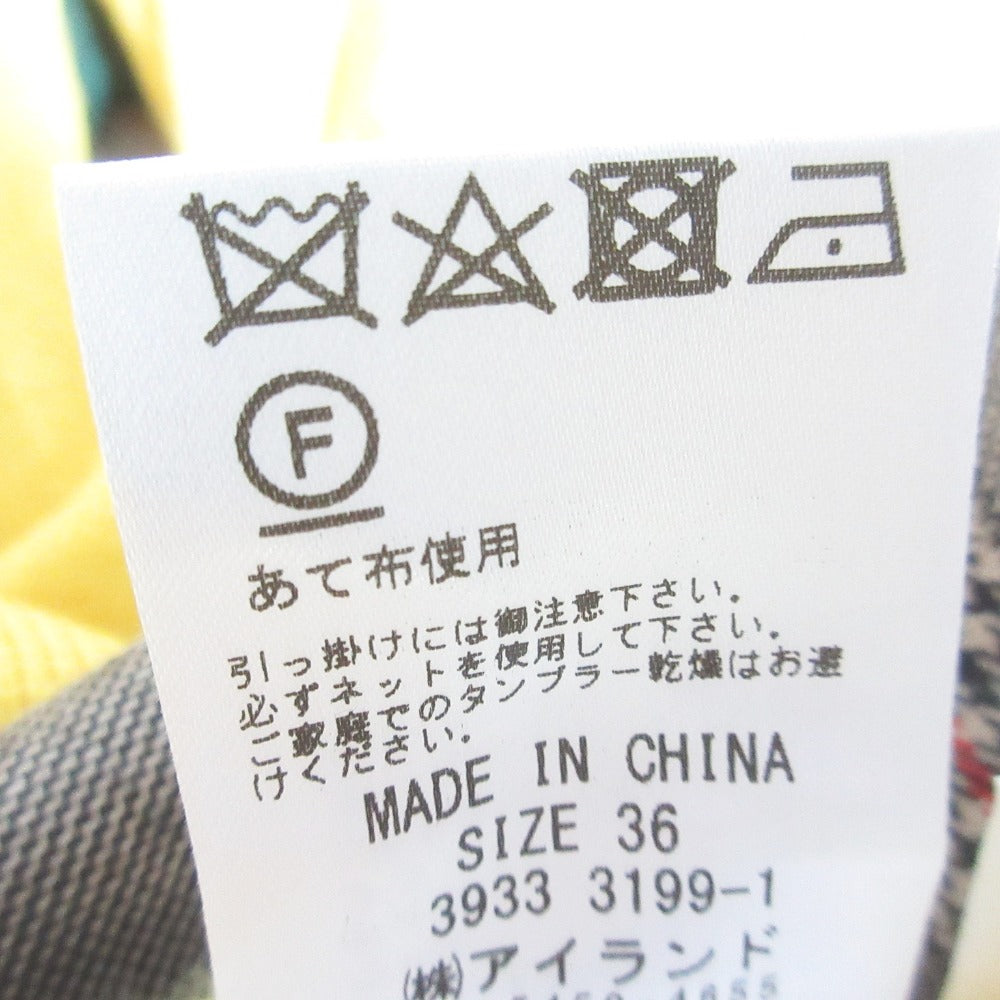 F
あて布使用
引っ掛けには御注意下さい。
必ずネットを使用して下さい。
ご家庭でのタンブラー乾燥はお避
けください。
MADE IN CHINA
SIZE 36
3933 3199-1
(株)アイランド